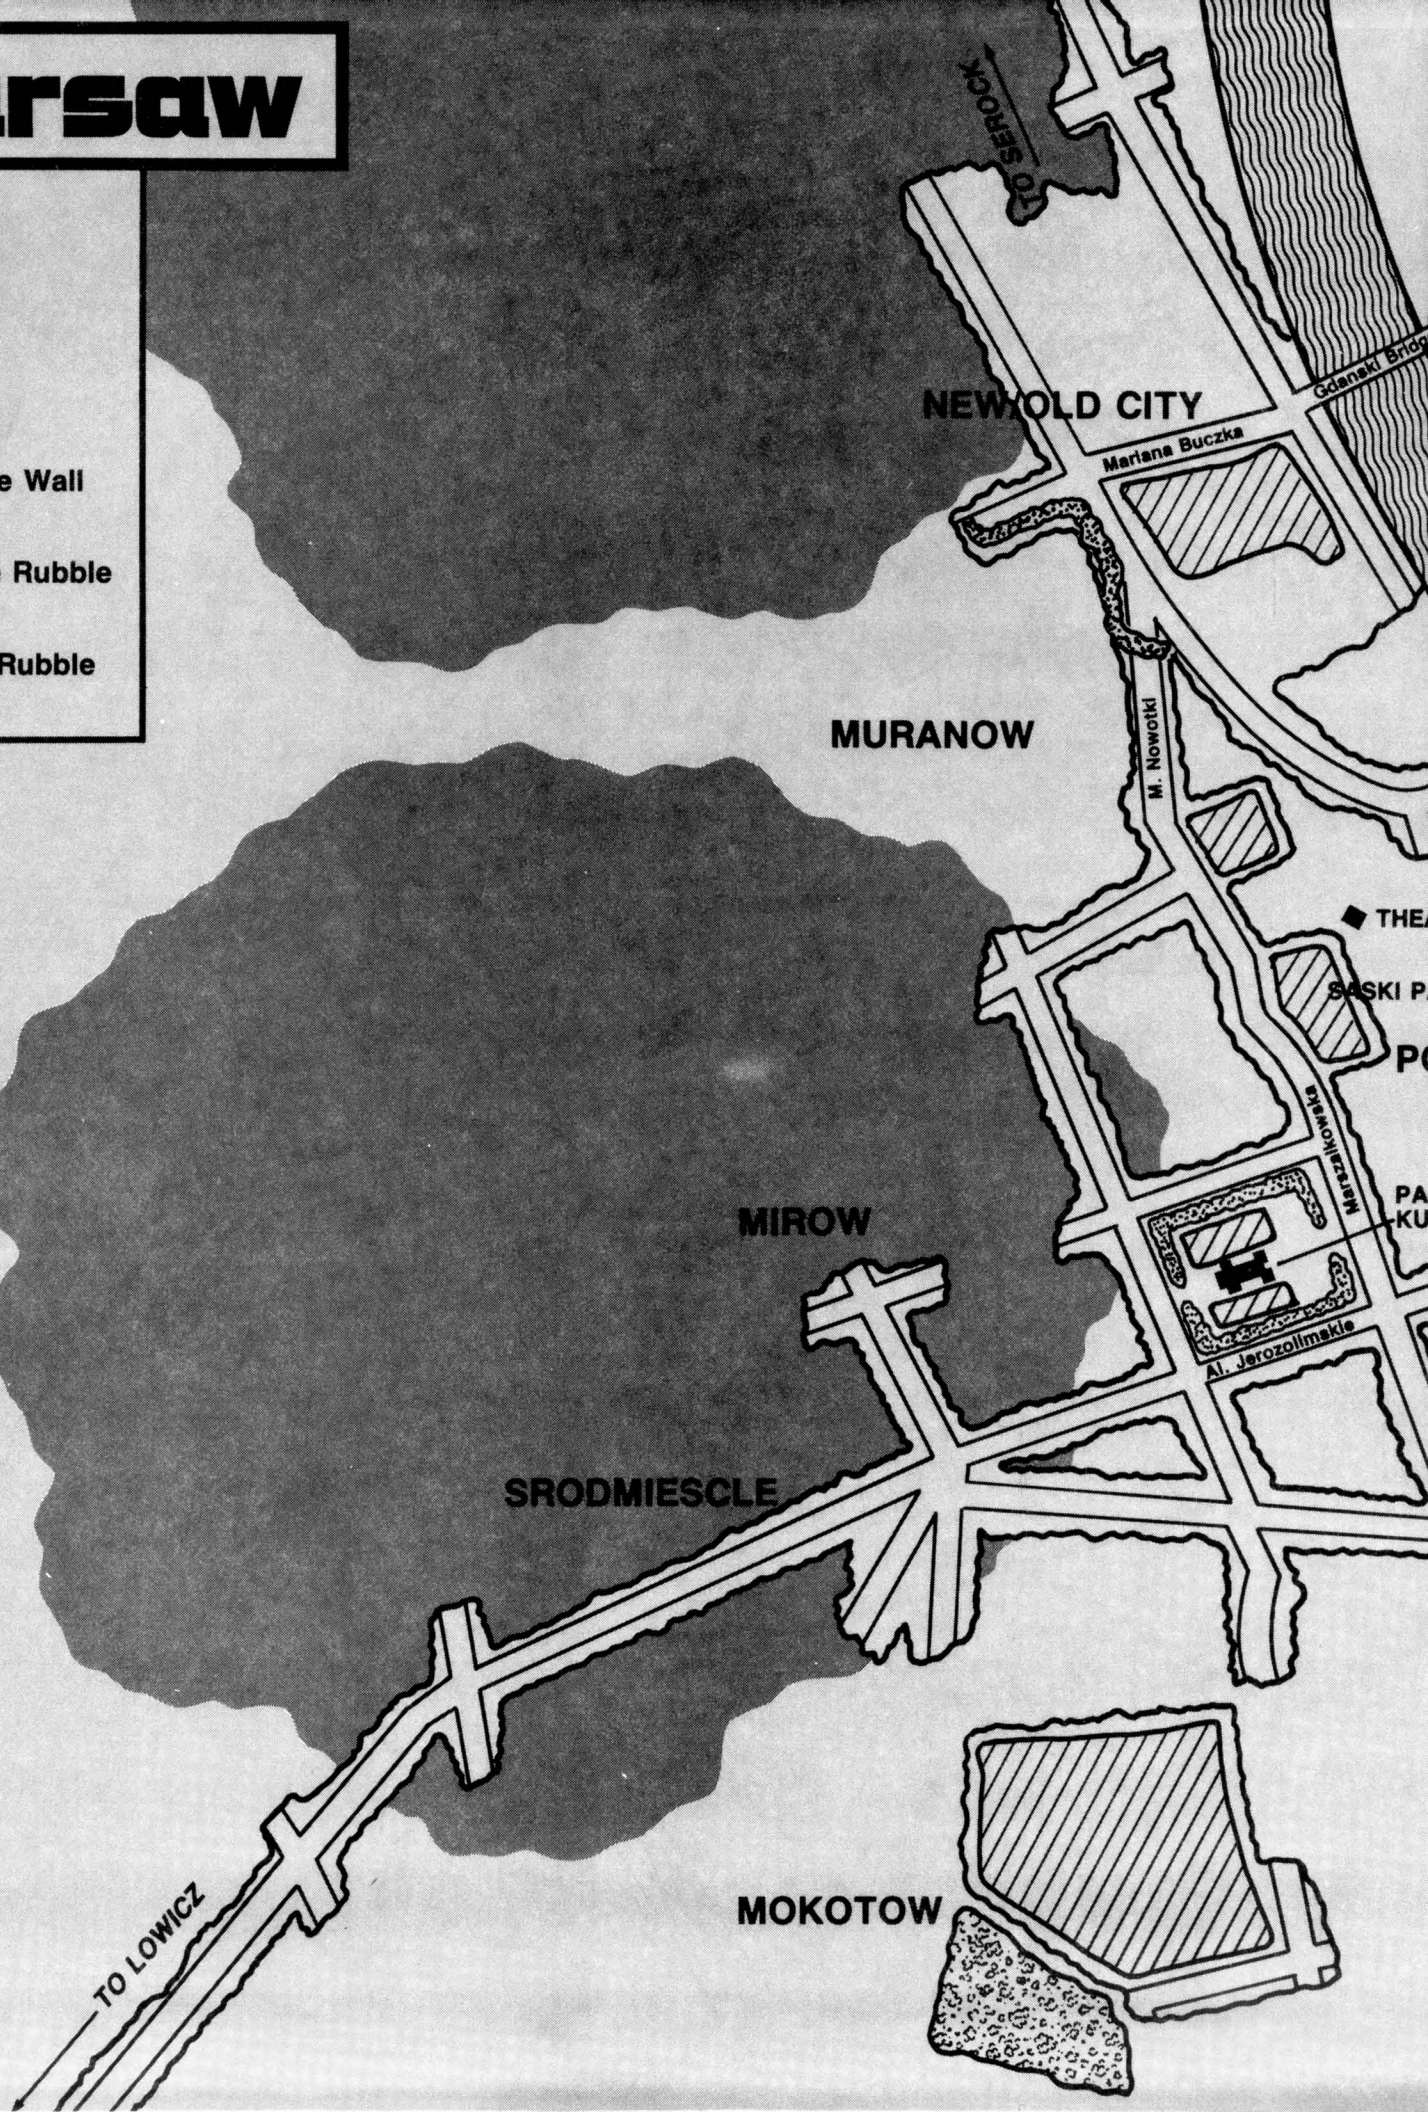 rsaw
TO SEROCK
Gdanski Bridg
NEW/OLD CITY
Mariana Buczka
e Wall
Rubble
Rubble
MURANOW
M. Nowotki
THEA
SASKI P
PO
Marszalkowska
PA
KU
MIROW
Al. Jerozolimskie
SRODMIESCLE
TO LOWICZ
MOKOTOW